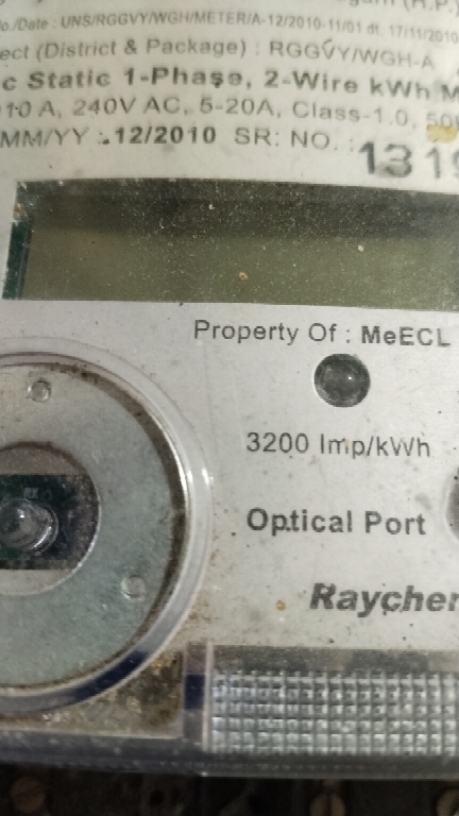 o./Date : UNS/RGGVY/WGH/METER/A-12/2010-11/01 dt. 17/11/2010
ect (District & Package) : RGGVY/WGH-A
c Static 1-Phase, 2-Wire kWh M
10 A, 240V AC, 5-20A, Class-1.0, 50
MM/YY : 12/2010 SR: NO. : 131
Property Of : MeECL
3200 Imp/kWh
RX
Optical Port
Raycher